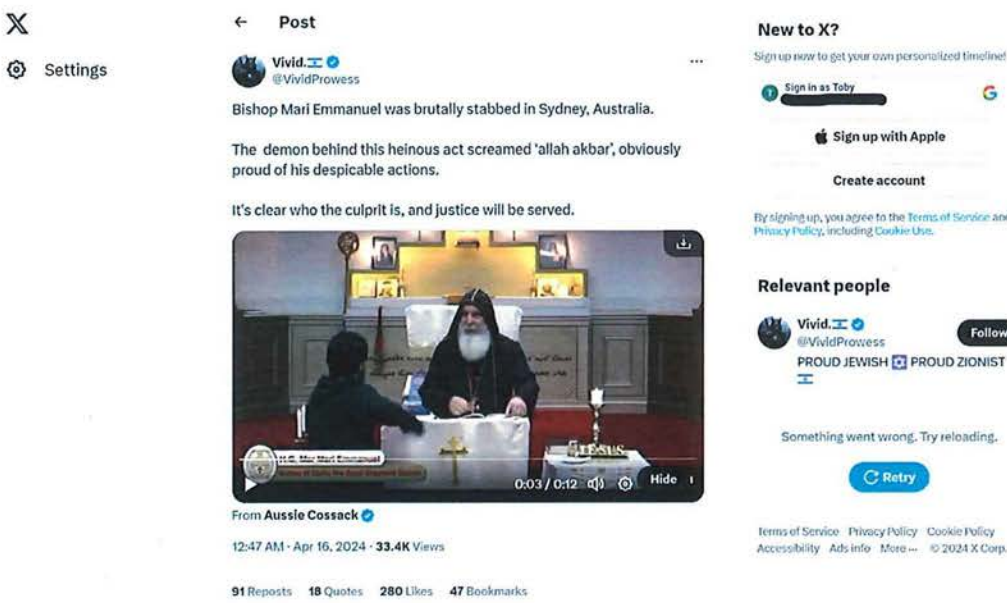 Settings
Post
Vivid.
@VividProwess
Bishop Mari Emmanuel was brutally stabbed in Sydney, Australia.
The demon behind this heinous act screamed 'allah akbar', obviously
proud of his despicable actions.
It's clear who the culprit is, and justice will be served.
H.G. Mar Mari Emmanuel
JESUS
0:03 / 0:12
Hide
From Aussie Cossack
12:47 AM · Apr 16, 2024 · 33.4K Views
91 Reposts 18 Quotes 280 Likes 47 Bookmarks
New to X?
Sign up now to get your own personalized timeline!
Sign in as Toby
Sign up with Apple
Create account
By signing up, you agree to the Terms of Service and
Privacy Policy, including Cookie Use.
Relevant people
Vivid.
@VividProwess
Follow
PROUD JEWISH ✡️ PROUD ZIONIST
Something went wrong. Try reloading.
Retry
Terms of Service Privacy Policy Cookie Policy
Accessibility Ads info More ··· © 2024 X Corp.